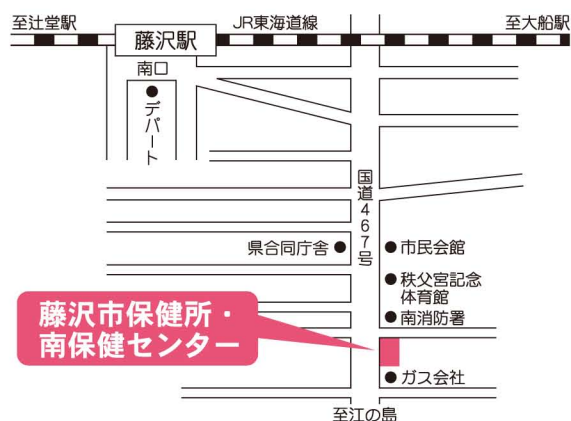 至辻堂駅
JR東海道線
至大船駅
藤沢駅
南口
デパート
国道467号
県合同庁舎
市民会館
秩父宮記念
体育館
南消防署
藤沢市保健所・
南保健センター
ガス会社
至江の島